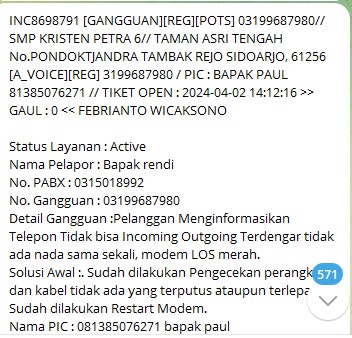 INC8698791 [GANGGUAN][REG][POTS] 03199687980//
SMP KRISTEN PETRA 6// TAMAN ASRI TENGAH
No.PONDOKTJANDRA TAMBAK REJO SIDOARJO, 61256
[A_VOICE][REG] 3199687980 / PIC : BAPAK PAUL
81385076271 // TIKET OPEN : 2024-04-02 14:12:16 >>
GAUL : 0 << FEBRIANTO WICAKSONO

Status Layanan : Active
Nama Pelapor : Bapak rendi
No. PABX : 0315018992
No. Gangguan : 03199687980
Detail Gangguan :Pelanggan Menginformasikan
Telepon Tidak bisa Incoming Outgoing Terdengar tidak
ada nada sama sekali, modem LOS merah.
Solusi Awal :. Sudah dilakukan Pengecekan perangk
571
dan kabel tidak ada yang terputus ataupun terlepa
Sudah dilakukan Restart Modem.
Nama PIC : 081385076271 bapak paul